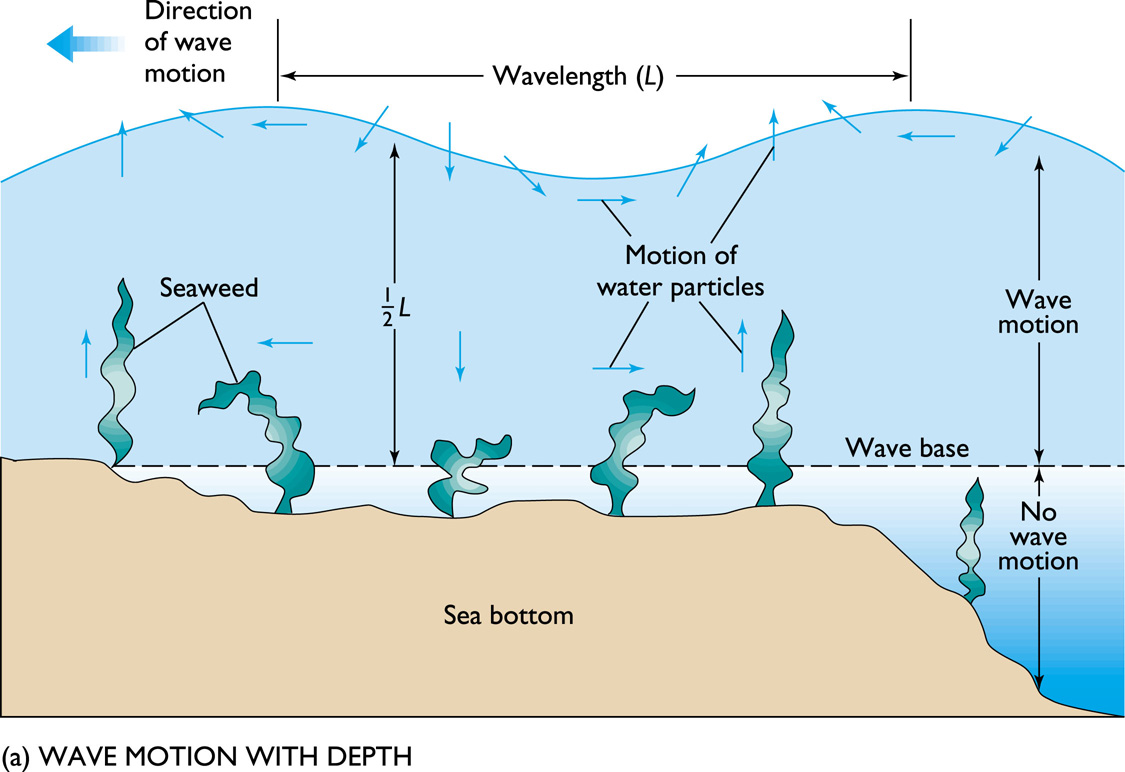 Direction
of wave
motion
Wavelength (L)
Motion of
water particles
Seaweed
1/2 L
Wave
motion
Wave base
No
wave
motion
Sea bottom
(a) WAVE MOTION WITH DEPTH